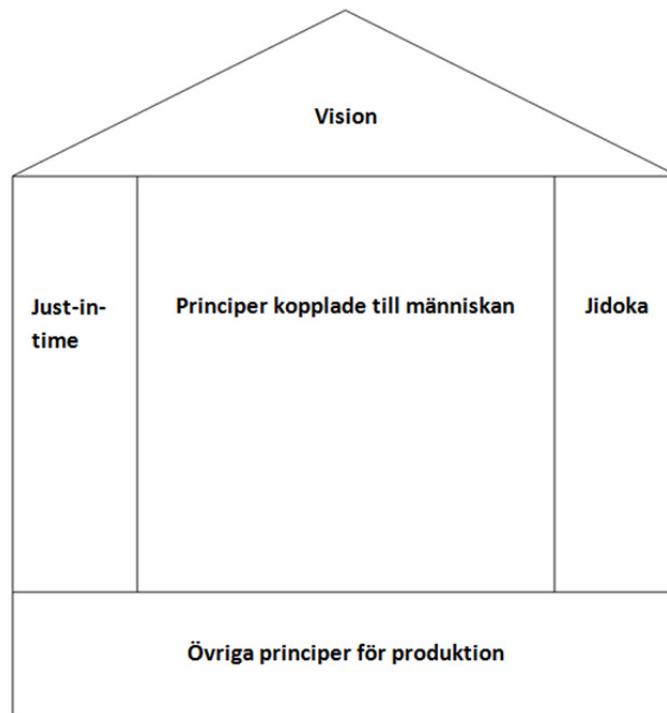 Vision
Just-in-
time
Principer kopplade till människan
Jidoka
Övriga principer för produktion